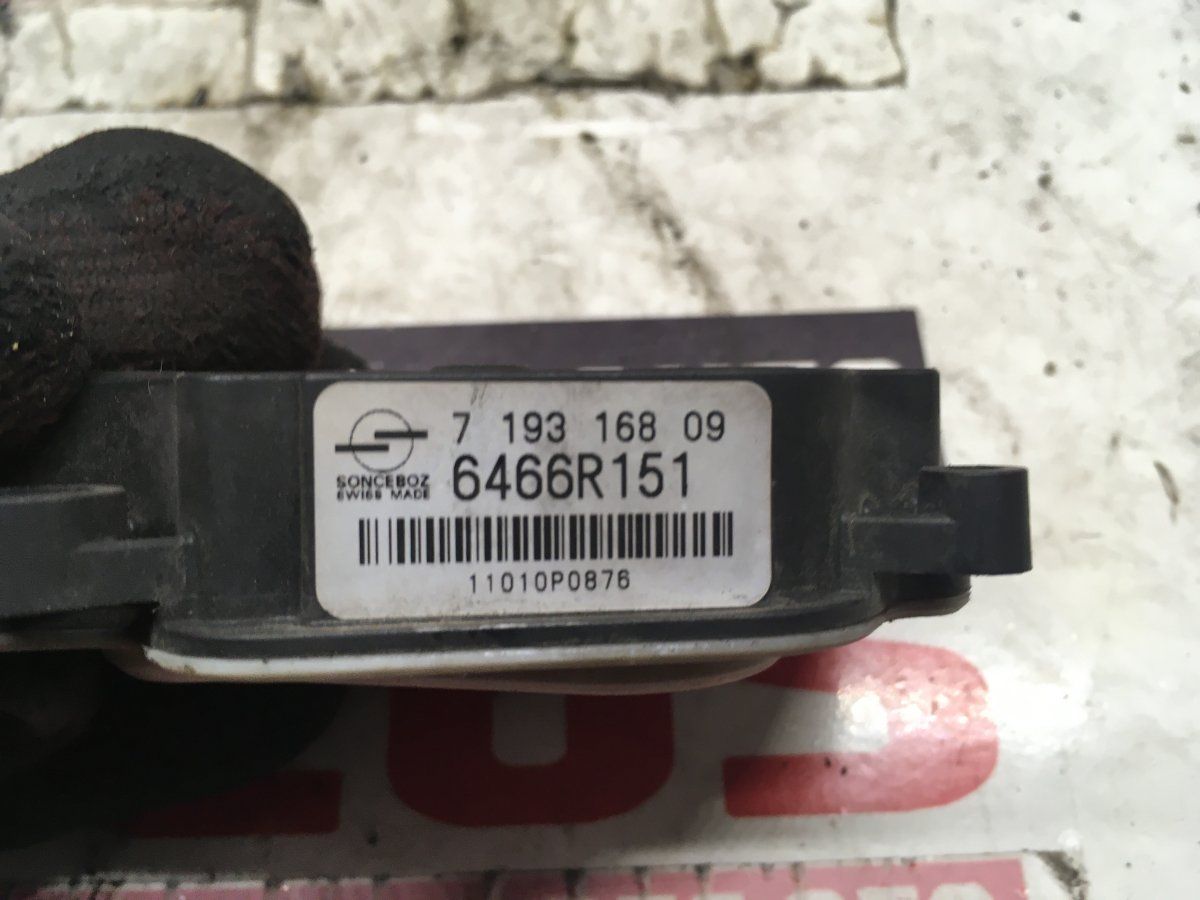 7 193 168 09
SONCEBOZ
SWISS MADE
6466R151
11010P0876